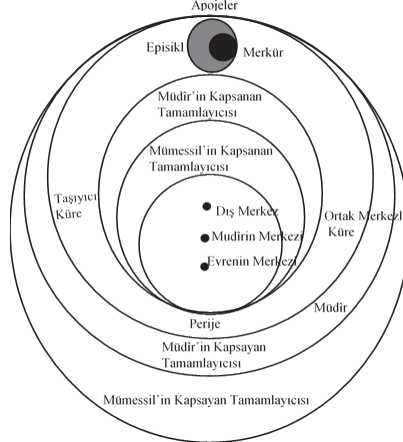 Apojeler
Episikl
Merkür
Müdîr’in Kapsanan
Tamamlayıcısı
Mümessil’in Kapsanan
Tamamlayıcısı
Taşıyıcı
Küre
Dış Merkez
Ortak Merkezli
Küre
Mudîrin Merkezi
Evrenin Merkezi
Müdîr
Perije
Müdîr’in Kapsayan
Tamamlayıcısı
Mümessil’in Kapsayan Tamamlayıcısı